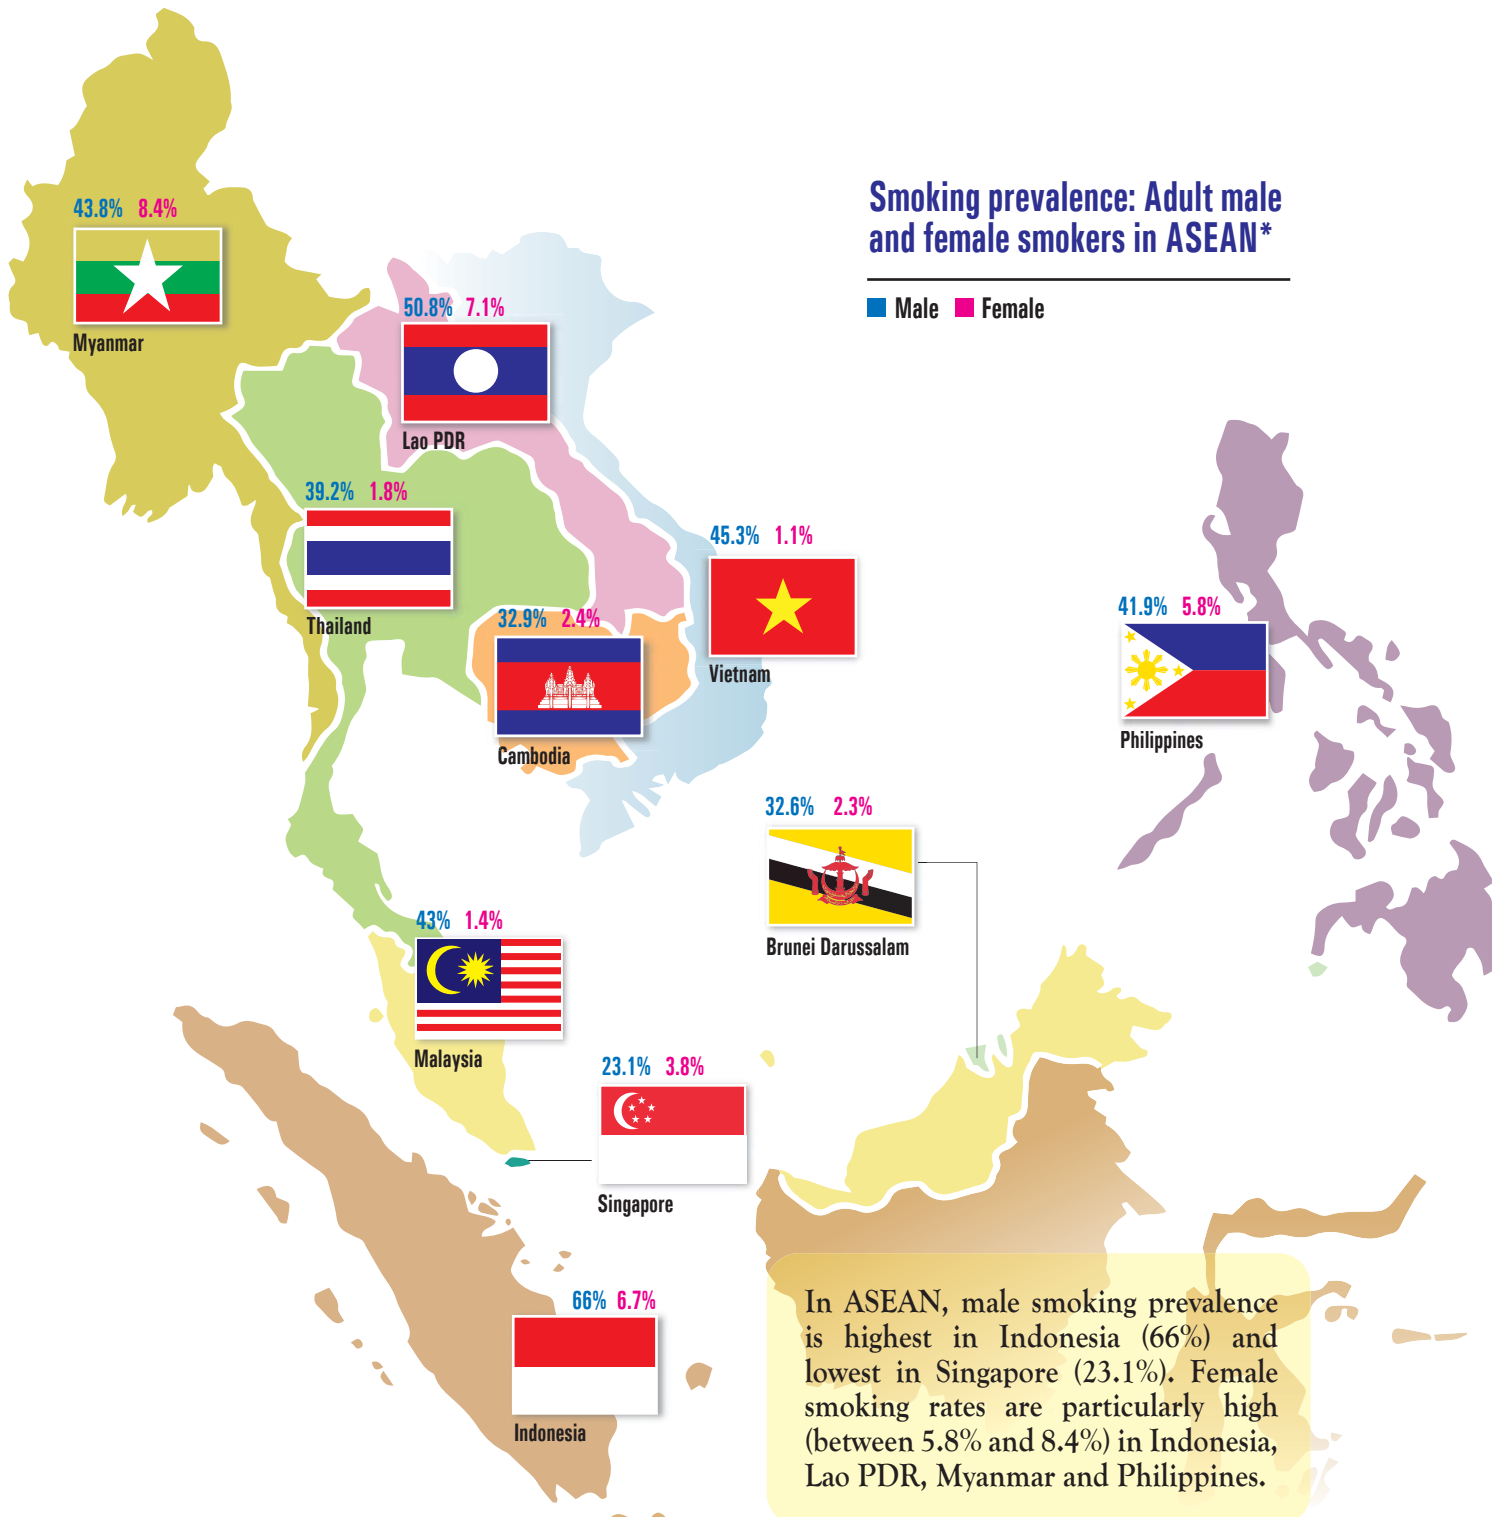 Smoking prevalence: Adult male
and female smokers in ASEAN*
Male Female
43.8% 8.4%
Myanmar
50.8% 7.1%
Lao PDR
39.2% 1.8%
Thailand
45.3% 1.1%
Vietnam
32.9% 2.4%
Cambodia
41.9% 5.8%
Philippines
32.6% 2.3%
Brunei Darussalam
43% 1.4%
Malaysia
23.1% 3.8%
Singapore
66% 6.7%
Indonesia
In ASEAN, male smoking prevalence
is highest in Indonesia (66%) and
lowest in Singapore (23.1%). Female
smoking rates are particularly high
(between 5.8% and 8.4%) in Indonesia,
Lao PDR, Myanmar and Philippines.